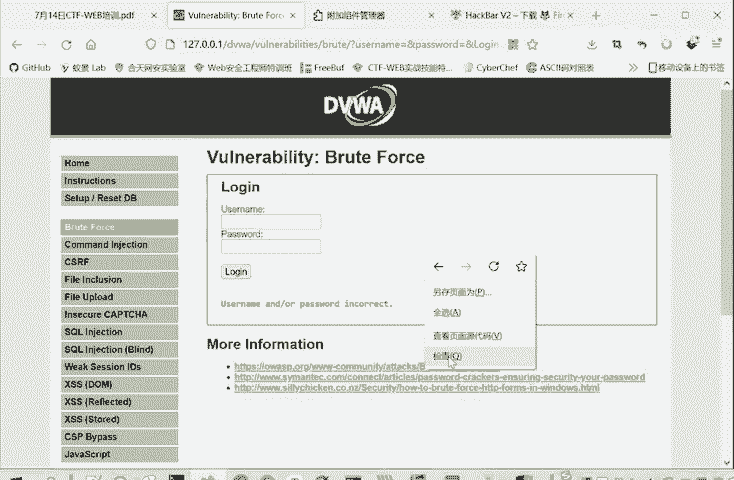 7月14日CTF-WEB培训.pdf
Vulnerability: Brute Force
附加组件管理器
HackBar V2 – 下载
127.0.0.1/dvwa/vulnerabilities/brute/?username=&password=&Login
GitHub
蚁景 Lab
合天网安实验室
Web安全工程师特训班
FreeBuf
CTF-WEB实战技能特...
CyberChef
ASCII码对照表
移动设备上的书签
DVWA
Vulnerability: Brute Force
Home
Instructions
Setup / Reset DB
Brute Force
Command Injection
CSRF
File Inclusion
File Upload
Insecure CAPTCHA
SQL Injection
SQL Injection (Blind)
Weak Session IDs
XSS (DOM)
XSS (Reflected)
XSS (Stored)
CSP Bypass
JavaScript
Login
Username:
Password:
Login
Username and/or password incorrect.
另存页面为(P)...
全选(A)
查看页面源代码(V)
检查(Q)
More Information
https://owasp.org/www-community/attacks/B
http://www.symantec.com/connect/articles/password-crackers-ensuring-security-your-password
http://www.sillychicken.co.nz/Security/how-to-brute-force-http-forms-in-windows.html